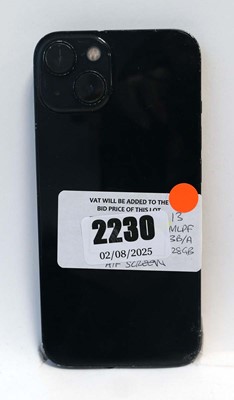 VAT WILL BE ADDED TO THE
BID PRICE OF THIS LOT
2230
02/08/2025
13
MLPF
3B/A
128GB
A/F SCREEN